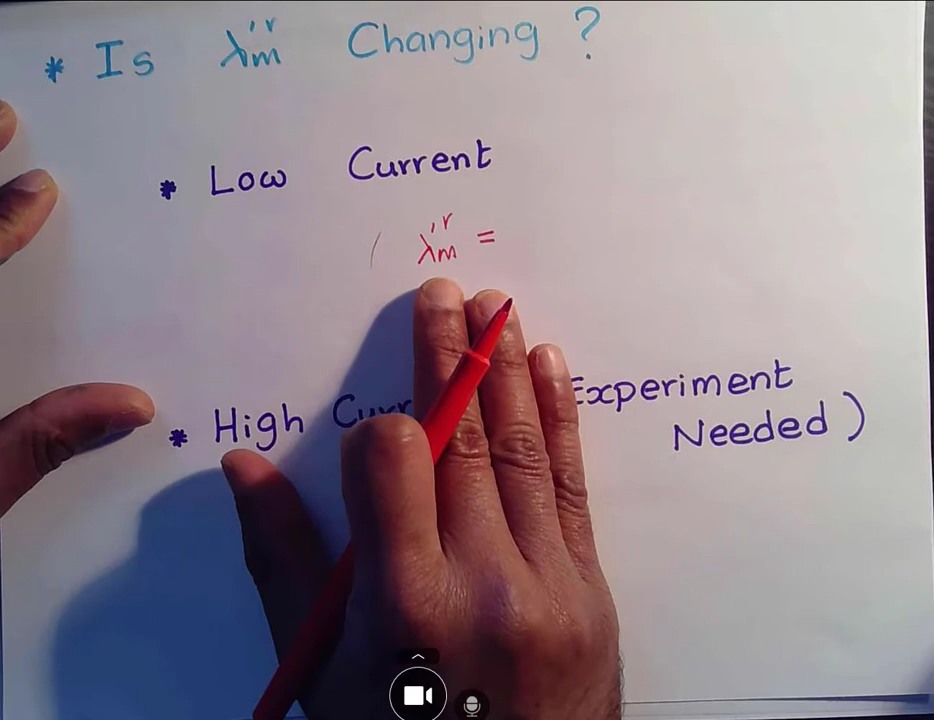 * Is λ'ʳₘ Changing ?
* Low Current
λ'ʳₘ =
* High Experiment
Needed )